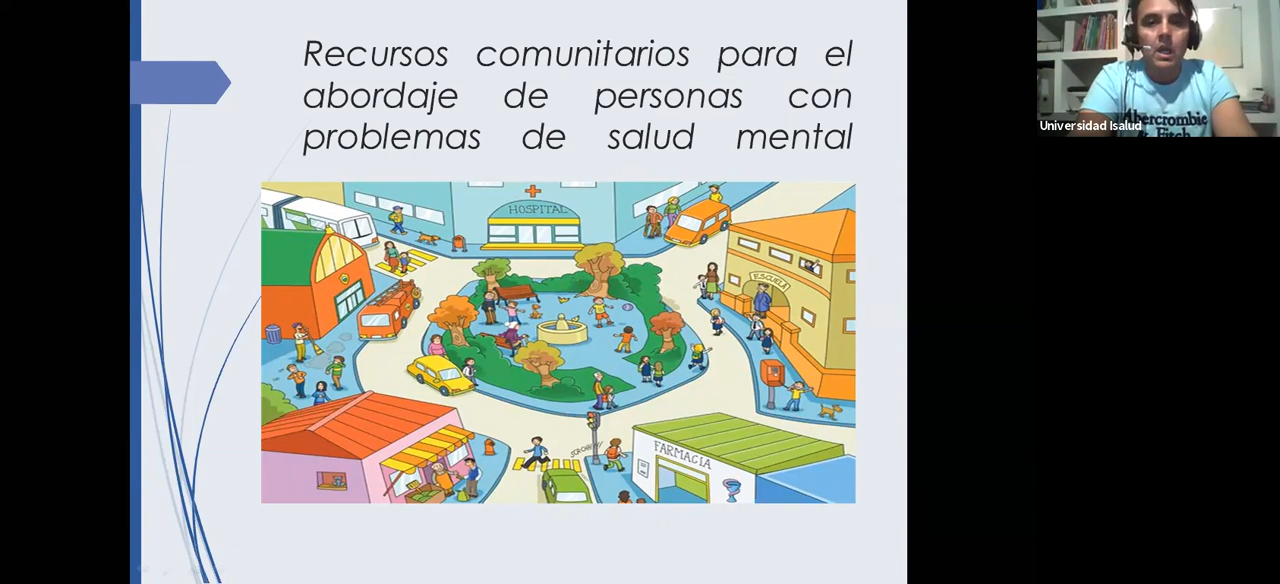 Recursos comunitarios para el
abordaje de personas con
problemas de salud mental
HOSPITAL
ESCUELA
FARMACIA
Abercrombie
& Fitch
Universidad Isalud